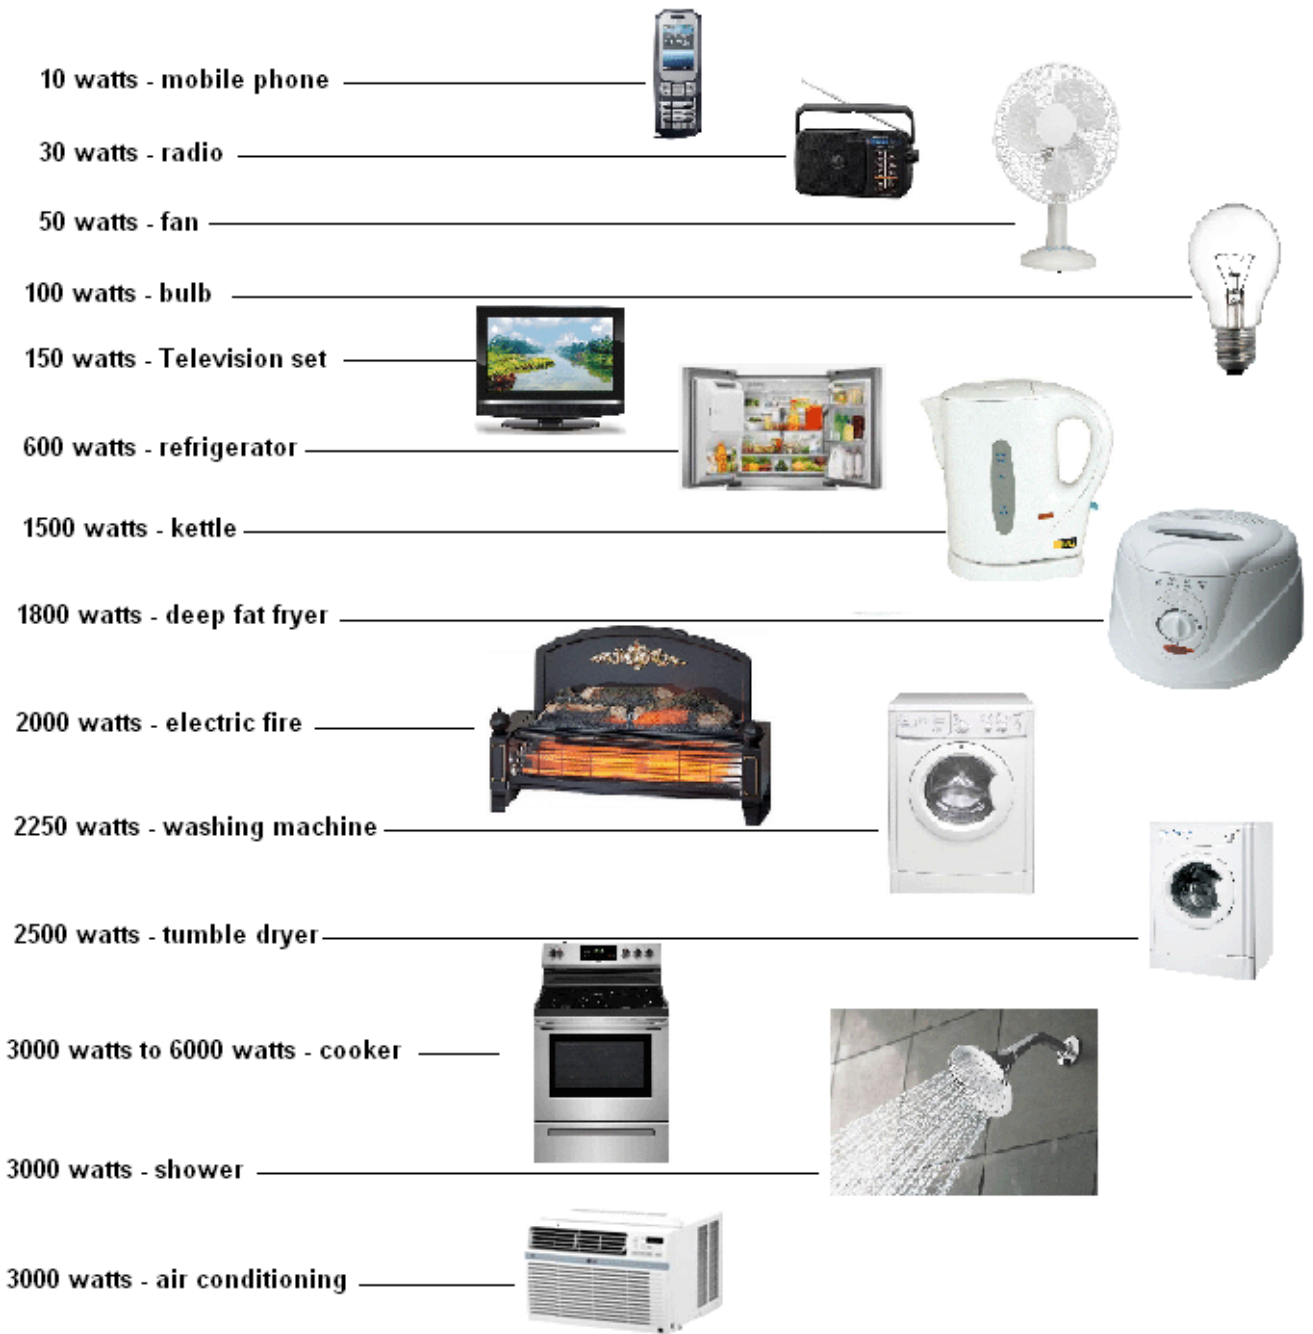 10 watts - mobile phone
30 watts - radio
50 watts - fan
100 watts - bulb
150 watts - Television set
600 watts - refrigerator
1500 watts - kettle
1800 watts - deep fat fryer
2000 watts - electric fire
2250 watts - washing machine
2500 watts - tumble dryer
3000 watts to 6000 watts - cooker
3000 watts - shower
3000 watts - air conditioning